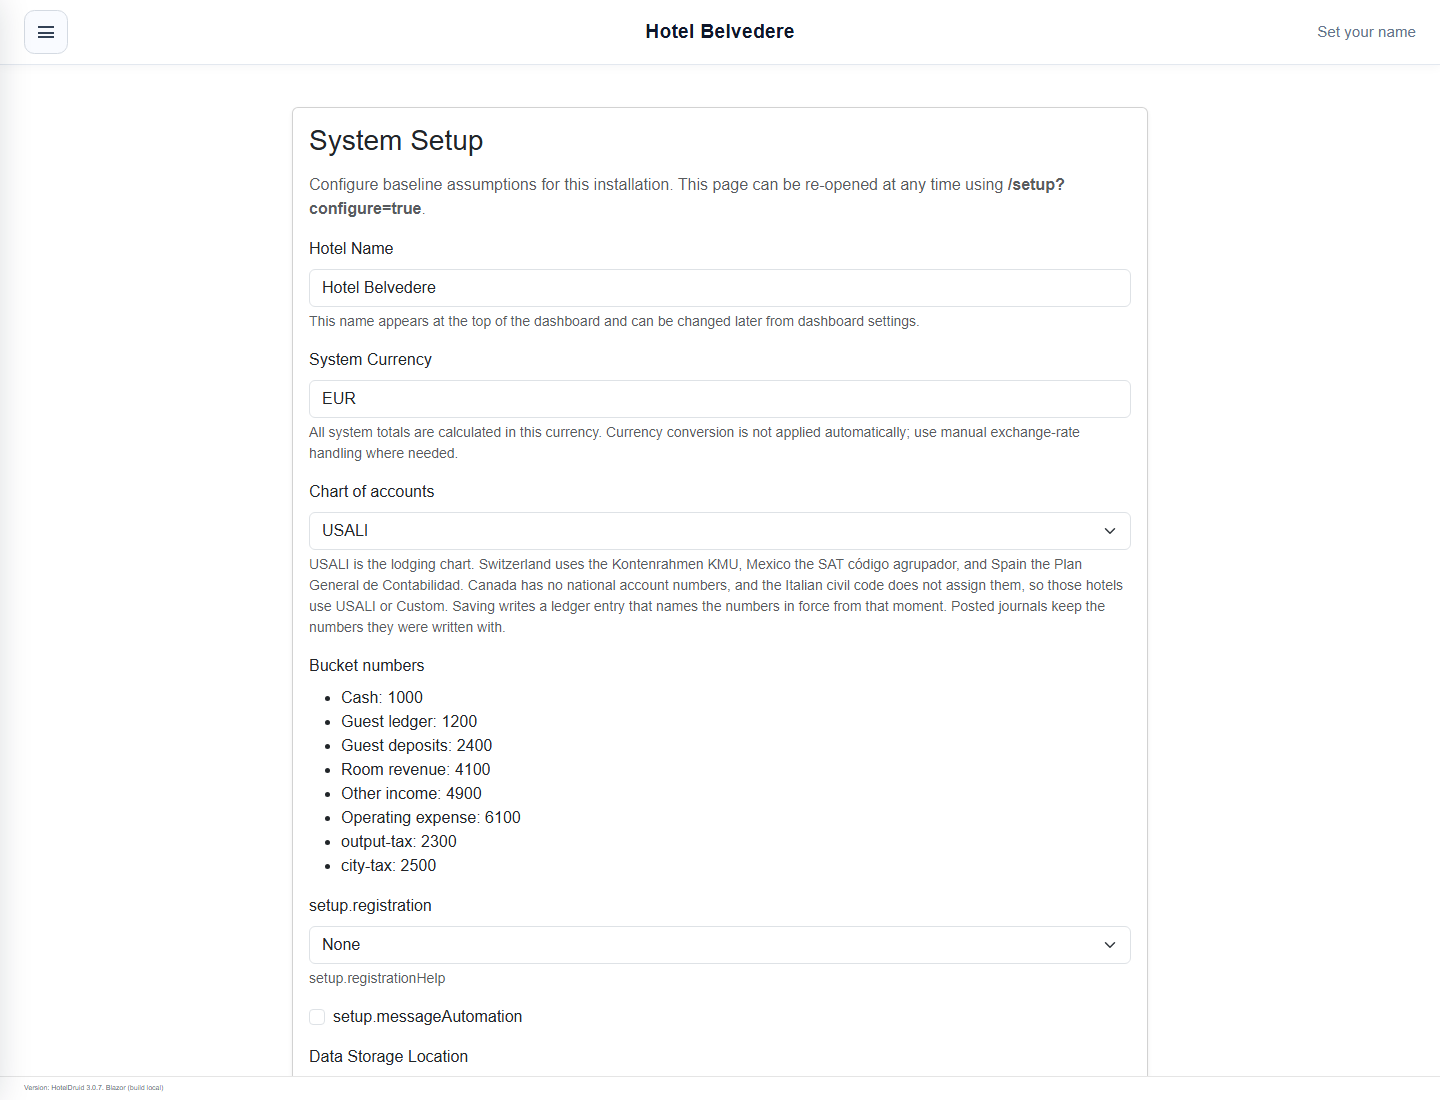 Hotel Belvedere
Set your name
System Setup
Configure baseline assumptions for this installation. This page can be re-opened at any time using /setup?
configure=true.
Hotel Name
Hotel Belvedere
This name appears at the top of the dashboard and can be changed later from dashboard settings.
System Currency
EUR
All system totals are calculated in this currency. Currency conversion is not applied automatically; use manual exchange-rate
handling where needed.
Chart of accounts
USALI
USALI is the lodging chart. Switzerland uses the Kontenrahmen KMU, Mexico the SAT código agrupador, and Spain the Plan
General de Contabilidad. Canada has no national account numbers, and the Italian civil code does not assign them, so those hotels
use USALI or Custom. Saving writes a ledger entry that names the numbers in force from that moment. Posted journals keep the
numbers they were written with.
Bucket numbers
• Cash: 1000
• Guest ledger: 1200
• Guest deposits: 2400
• Room revenue: 4100
• Other income: 4900
• Operating expense: 6100
• output-tax: 2300
• city-tax: 2500
setup.registration
None
setup.registrationHelp
setup.messageAutomation
Data Storage Location
Version: HotelDruid 3.0.7. Blazor (build local)